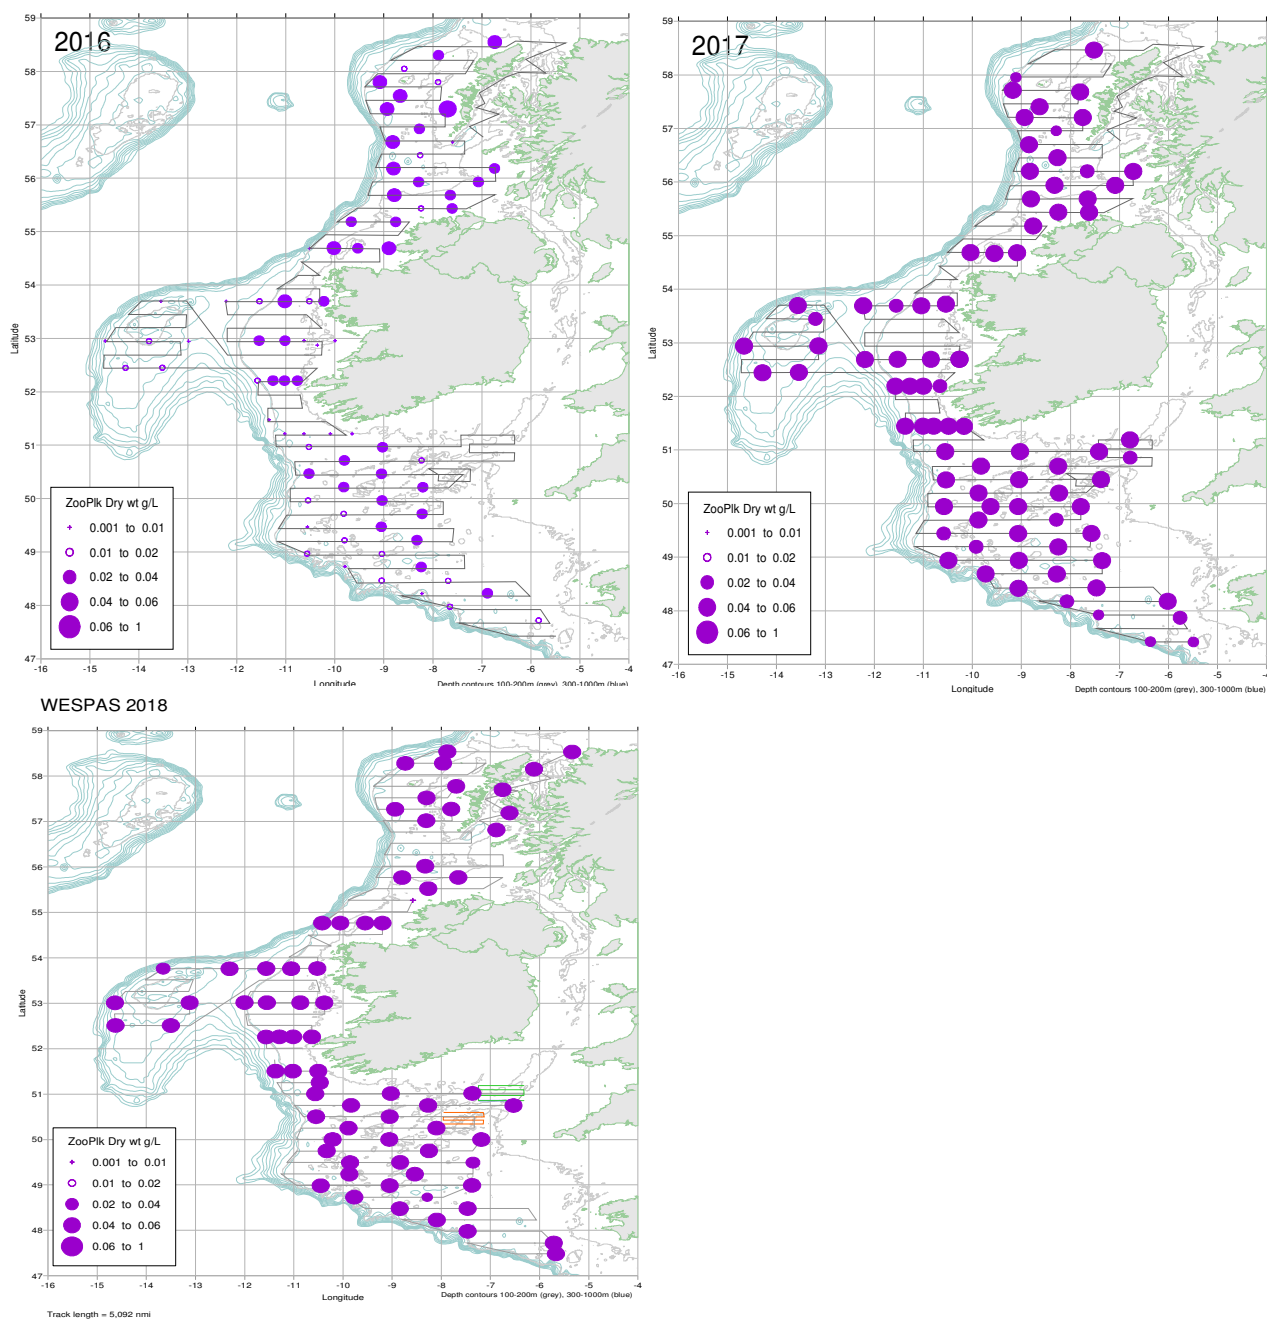 2016
59
58
57
56
55
54
53
52
51
50
49
48
47
Latitude
ZooPlk Dry wt g/L
0.001 to 0.01
0.01 to 0.02
0.02 to 0.04
0.04 to 0.06
0.06 to 1
-16 -15 -14 -13 -12 -11 -10 -9 -8 -7 -6 -5 -4
Longitude
Depth contours 100-200m (grey), 300-1000m (blue)
2017
59
58
57
56
55
54
53
52
51
50
49
48
47
Latitude
ZooPlk Dry wt g/L
0.001 to 0.01
0.01 to 0.02
0.02 to 0.04
0.04 to 0.06
0.06 to 1
-16 -15 -14 -13 -12 -11 -10 -9 -8 -7 -6 -5 -4
Longitude
Depth contours 100-200m (grey), 300-1000m (blue)
WESPAS 2018
59
58
57
56
55
54
53
52
51
50
49
48
47
Latitude
ZooPlk Dry wt g/L
0.001 to 0.01
0.01 to 0.02
0.02 to 0.04
0.04 to 0.06
0.06 to 1
-16 -15 -14 -13 -12 -11 -10 -9 -8 -7 -6 -5 -4
Longitude
Depth contours 100-200m (grey), 300-1000m (blue)
Track length = 5,092 nmi